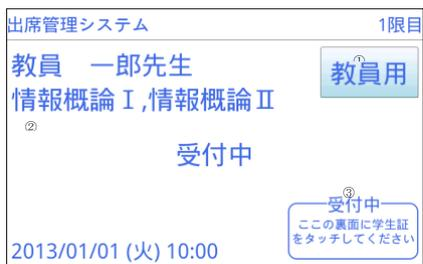 出席管理システム 1限目
教員 一郎先生 ①
教員用
情報概論Ⅰ,情報概論Ⅱ
②
受付中
③
受付中
ここの裏面に学生証
をタッチしてください
2013/01/01 (火) 10:00